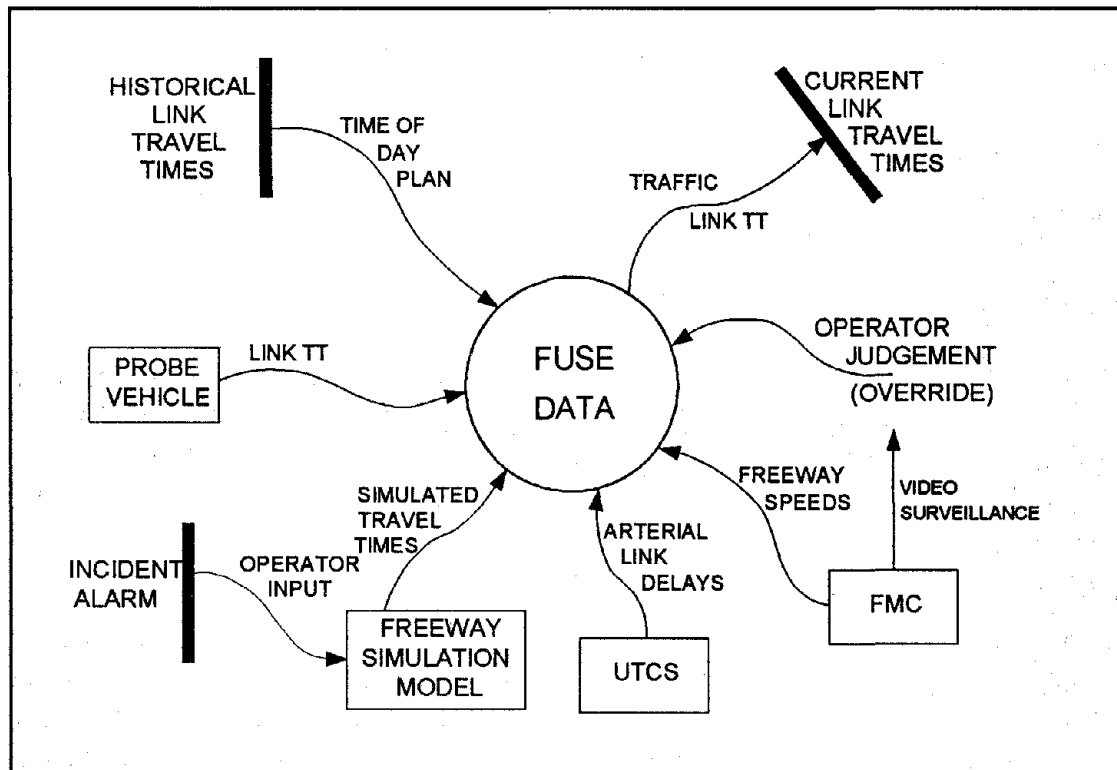 HISTORICAL
LINK
TRAVEL
TIMES
TIME OF
DAY
PLAN
CURRENT
LINK
TRAVEL
TIMES
TRAFFIC
LINK TT
PROBE
VEHICLE
LINK TT
FUSE
DATA
OPERATOR
JUDGEMENT
(OVERRIDE)
INCIDENT
ALARM
OPERATOR
INPUT
SIMULATED
TRAVEL
TIMES
FREEWAY
SIMULATION
MODEL
ARTERIAL
LINK
DELAYS
UTCS
FREEWAY
SPEEDS
VIDEO
SURVEILLANCE
FMC